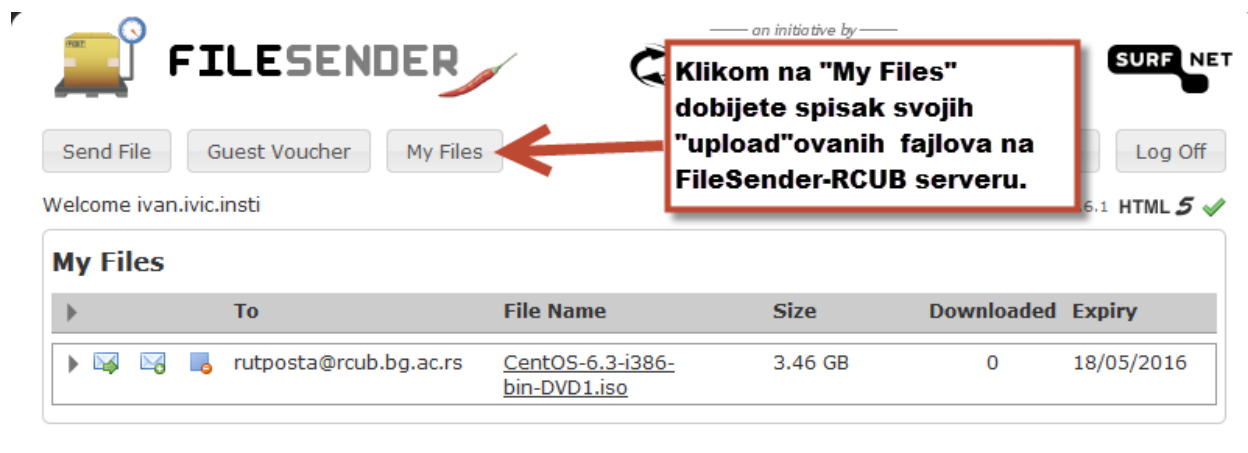 POST
FILESENDER
an initiative by
SURF NET
Klikom na "My Files"
dobijete spisak svojih
"upload"ovanih fajlova na
FileSender-RCUB serveru.
Send File Guest Voucher My Files Log Off
Welcome ivan.ivic.insti
.6.1 HTML 5
My Files
To File Name Size Downloaded Expiry
rutposta@rcub.bg.ac.rs CentOS-6.3-i386- 3.46 GB 0 18/05/2016
bin-DVD1.iso